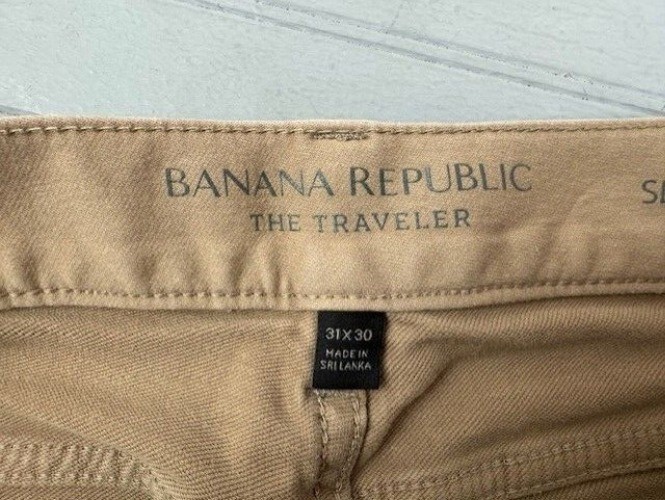 BANANA REPUBLIC
THE TRAVELER
31X30
MADE IN
SRI LANKA